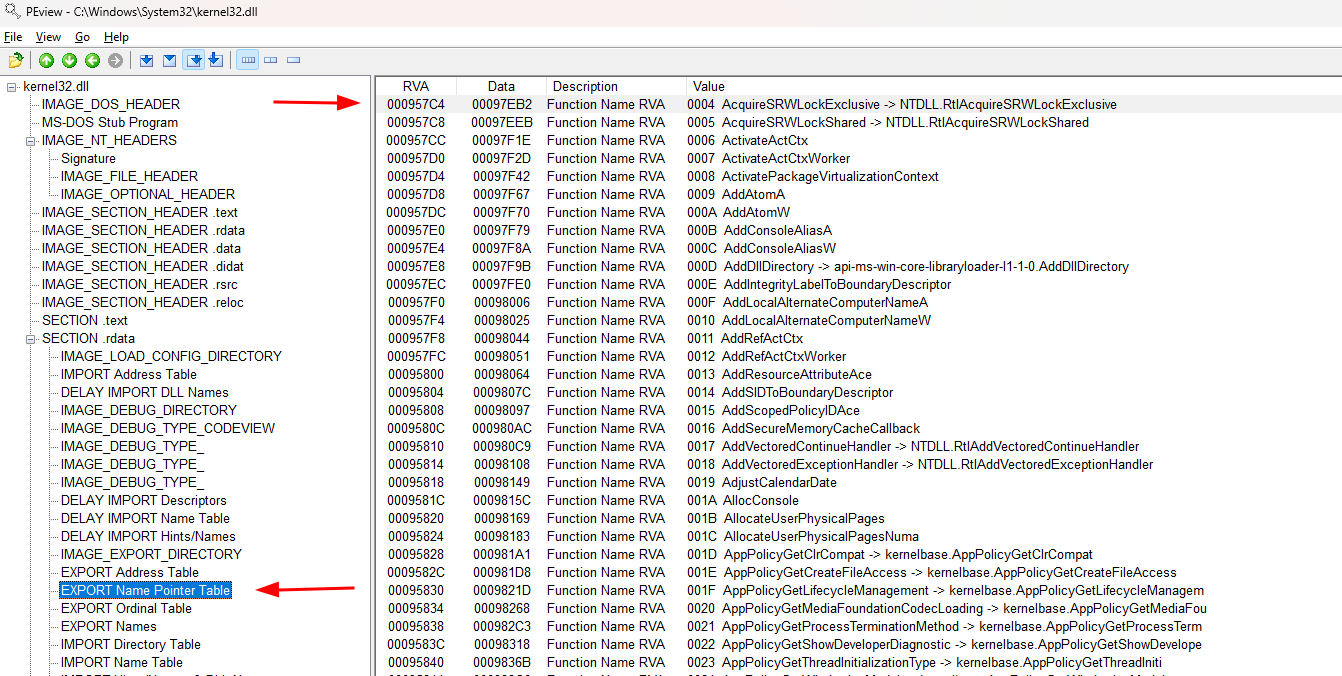 PEview - C:\Windows\System32\kernel32.dll
File View Go Help
kernel32.dll
IMAGE_DOS_HEADER
MS-DOS Stub Program
IMAGE_NT_HEADERS
Signature
IMAGE_FILE_HEADER
IMAGE_OPTIONAL_HEADER
IMAGE_SECTION_HEADER .text
IMAGE_SECTION_HEADER .rdata
IMAGE_SECTION_HEADER .data
IMAGE_SECTION_HEADER .didat
IMAGE_SECTION_HEADER .rsrc
IMAGE_SECTION_HEADER .reloc
SECTION .text
SECTION .rdata
IMAGE_LOAD_CONFIG_DIRECTORY
IMPORT Address Table
DELAY IMPORT DLL Names
IMAGE_DEBUG_DIRECTORY
IMAGE_DEBUG_TYPE_CODEVIEW
IMAGE_DEBUG_TYPE_
IMAGE_DEBUG_TYPE_
IMAGE_DEBUG_TYPE_
DELAY IMPORT Descriptors
DELAY IMPORT Name Table
DELAY IMPORT Hints/Names
IMAGE_EXPORT_DIRECTORY
EXPORT Address Table
EXPORT Name Pointer Table
EXPORT Ordinal Table
EXPORT Names
IMPORT Directory Table
IMPORT Name Table
RVA Data Description Value
000957C4 00097EB2 Function Name RVA 0004 AcquireSRWLockExclusive -> NTDLL.RtlAcquireSRWLockExclusive
000957C8 00097EEB Function Name RVA 0005 AcquireSRWLockShared -> NTDLL.RtlAcquireSRWLockShared
000957CC 00097F1E Function Name RVA 0006 ActivateActCtx
000957D0 00097F2D Function Name RVA 0007 ActivateActCtxWorker
000957D4 00097F42 Function Name RVA 0008 ActivatePackageVirtualizationContext
000957D8 00097F67 Function Name RVA 0009 AddAtomA
000957DC 00097F70 Function Name RVA 000A AddAtomW
000957E0 00097F79 Function Name RVA 000B AddConsoleAliasA
000957E4 00097F8A Function Name RVA 000C AddConsoleAliasW
000957E8 00097F9B Function Name RVA 000D AddDllDirectory -> api-ms-win-core-libraryloader-l1-1-0.AddDllDirectory
000957EC 00097FE0 Function Name RVA 000E AddIntegrityLabelToBoundaryDescriptor
000957F0 00098006 Function Name RVA 000F AddLocalAlternateComputerNameA
000957F4 00098025 Function Name RVA 0010 AddLocalAlternateComputerNameW
000957F8 00098044 Function Name RVA 0011 AddRefActCtx
000957FC 00098051 Function Name RVA 0012 AddRefActCtxWorker
00095800 00098064 Function Name RVA 0013 AddResourceAttributeAce
00095804 0009807C Function Name RVA 0014 AddSIDToBoundaryDescriptor
00095808 00098097 Function Name RVA 0015 AddScopedPolicyIDAce
0009580C 000980AC Function Name RVA 0016 AddSecureMemoryCacheCallback
00095810 000980C9 Function Name RVA 0017 AddVectoredContinueHandler -> NTDLL.RtlAddVectoredContinueHandler
00095814 00098108 Function Name RVA 0018 AddVectoredExceptionHandler -> NTDLL.RtlAddVectoredExceptionHandler
00095818 00098149 Function Name RVA 0019 AdjustCalendarDate
0009581C 0009815C Function Name RVA 001A AllocConsole
00095820 00098169 Function Name RVA 001B AllocateUserPhysicalPages
00095824 00098183 Function Name RVA 001C AllocateUserPhysicalPagesNuma
00095828 000981A1 Function Name RVA 001D AppPolicyGetClrCompat -> kernelbase.AppPolicyGetClrCompat
0009582C 000981D8 Function Name RVA 001E AppPolicyGetCreateFileAccess -> kernelbase.AppPolicyGetCreateFileAccess
00095830 0009821D Function Name RVA 001F AppPolicyGetLifecycleManagement -> kernelbase.AppPolicyGetLifecycleManagem
00095834 00098268 Function Name RVA 0020 AppPolicyGetMediaFoundationCodecLoading -> kernelbase.AppPolicyGetMediaFou
00095838 000982C3 Function Name RVA 0021 AppPolicyGetProcessTerminationMethod -> kernelbase.AppPolicyGetProcessTerm
0009583C 00098318 Function Name RVA 0022 AppPolicyGetShowDeveloperDiagnostic -> kernelbase.AppPolicyGetShowDevelope
00095840 0009836B Function Name RVA 0023 AppPolicyGetThreadInitializationType -> kernelbase.AppPolicyGetThreadIniti